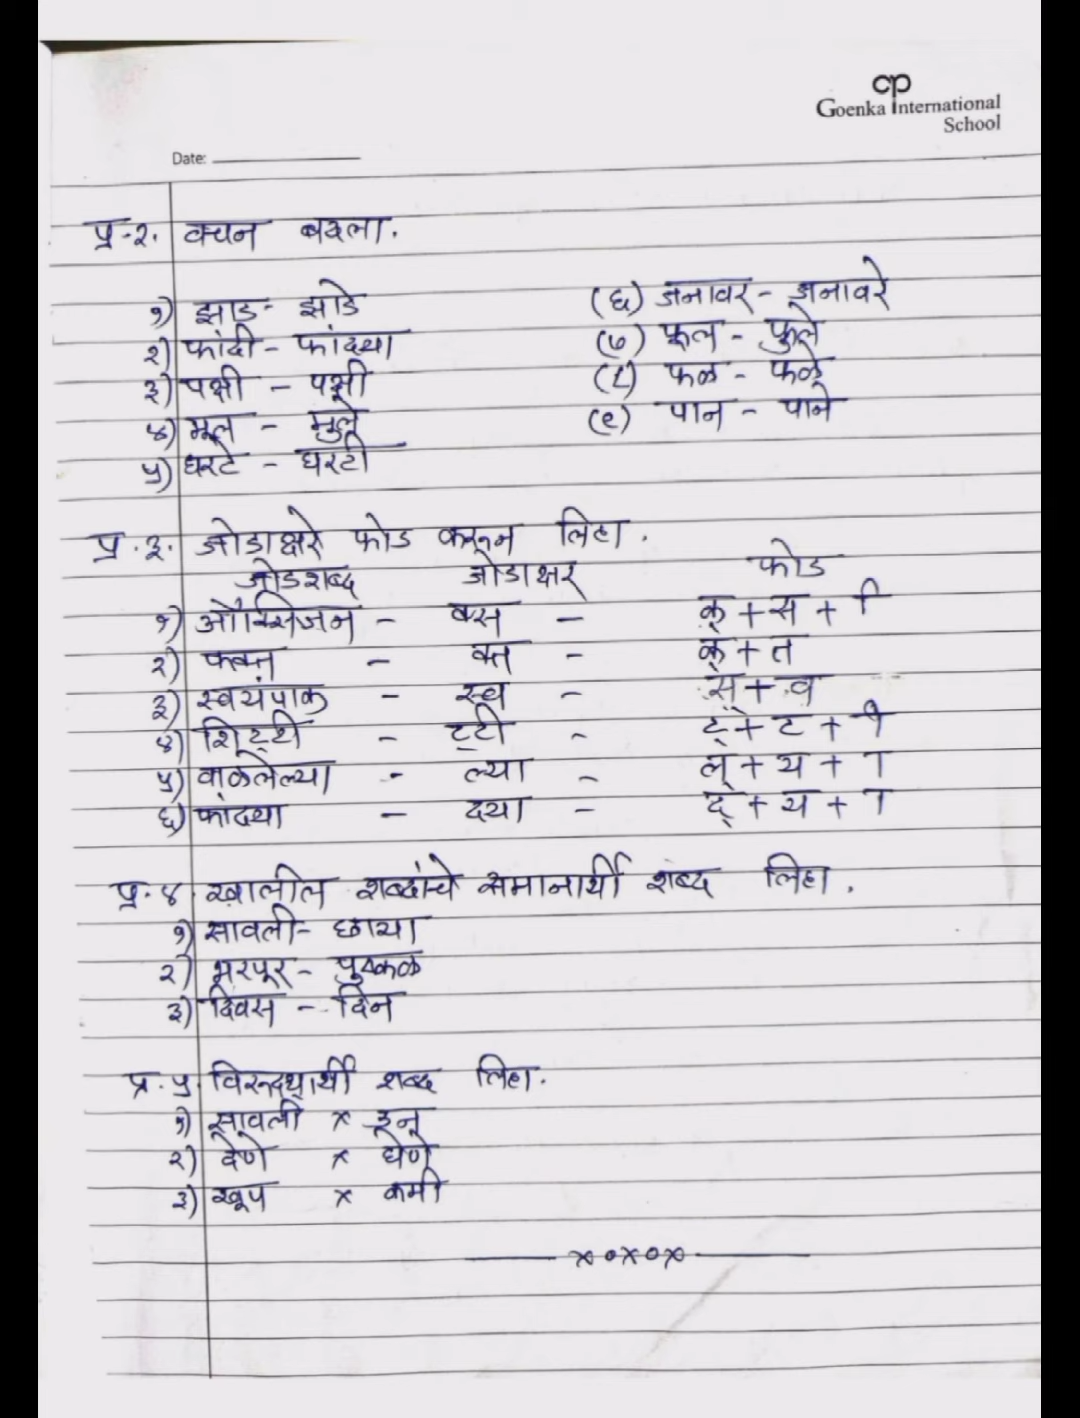 Goenka International
School
Date:
प्र-२. वचन बदला.
१) झाड - झाडे
२) फांदी - फांद्या
३) पक्षी - पक्षी
४) मूल - मुले
५) घरटे - घरटी
(६) जनावर - जनावरे
(७) फूल - फुले
(८) फळ - फळे
(९) पान - पाने
प्र.३. जोडाक्षरे फोड करून लिहा.
जोडशब्द जोडाक्षर फोड
१) ऑक्सिजन - क्स - क् + स + ि
२) फक्त - क्त - क् + त
३) स्वयंपाक - स्व - स् + व
४) शिट्टी - ट्टी - ट् + ट + ी
५) वाळलेल्या - ल्या - ल् + य + ा
६) फांद्या - द्या - द् + य + ा
प्र.४. खालील शब्दांचे समानार्थी शब्द लिहा.
१) सावली - छाया
२) भरपूर - पुष्कळ
३) दिवस - दिन
प्र.५. विरुद्धार्थी शब्द लिहा.
१) सावली × ऊन
२) देणे × घेणे
३) खूप × कमी